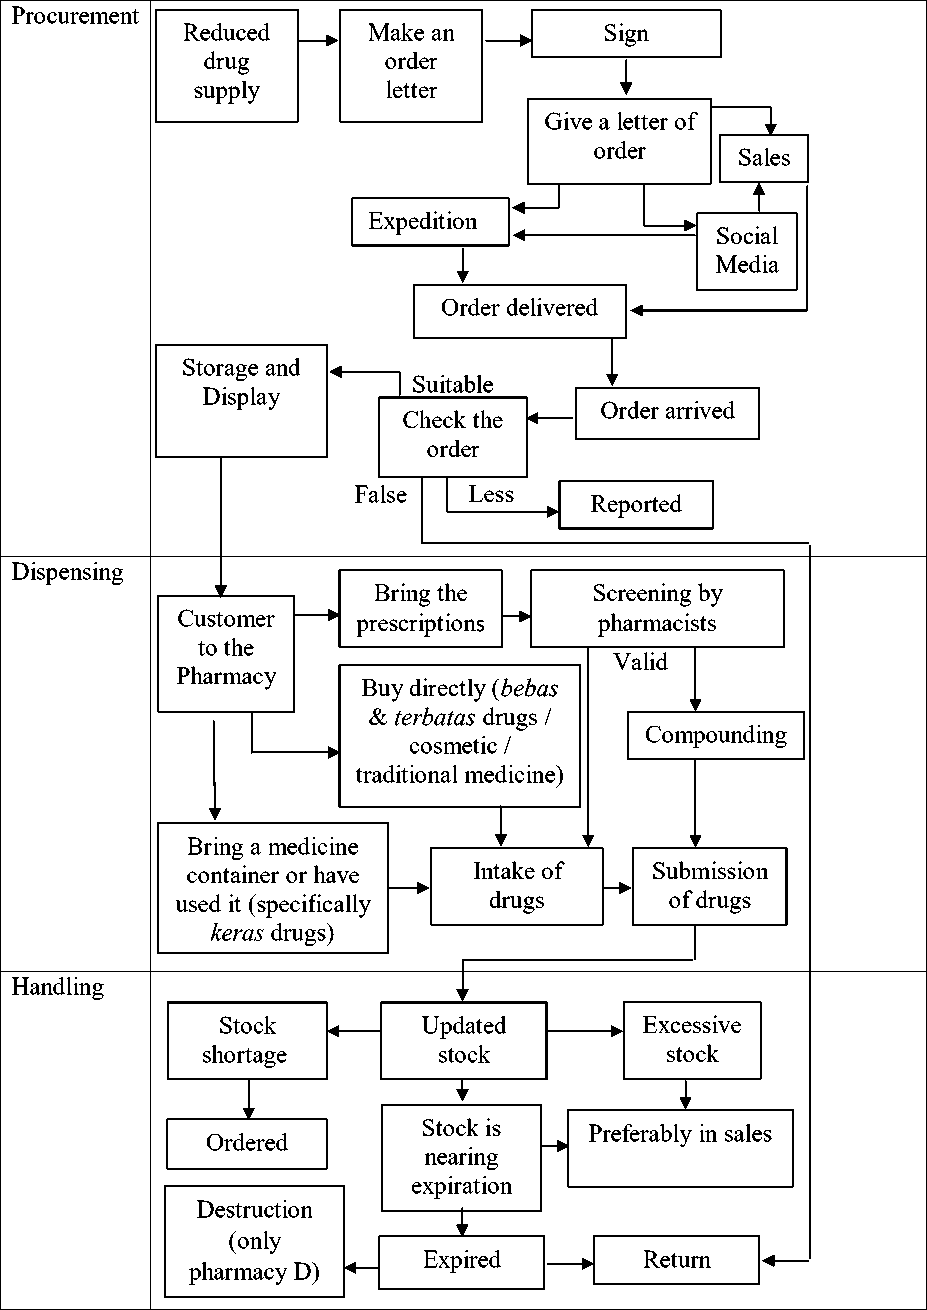 Procurement
Reduced
drug
supply
Make an
order
letter
Sign
Give a letter of
order
Sales
Expedition
Social
Media
Order delivered
Storage and
Display
Suitable
Order arrived
Check the
order
False
Less
Reported
Dispensing
Customer
to the
Pharmacy
Bring the
prescriptions
Screening by
pharmacists
Valid
Buy directly (bebas
& terbatas drugs /
cosmetic /
traditional medicine)
Compounding
Bring a medicine
container or have
used it (specifically
keras drugs)
Intake of
drugs
Submission
of drugs
Handling
Stock
shortage
Updated
stock
Excessive
stock
Ordered
Stock is
nearing
expiration
Preferably in sales
Destruction
(only
pharmacy D)
Expired
Return